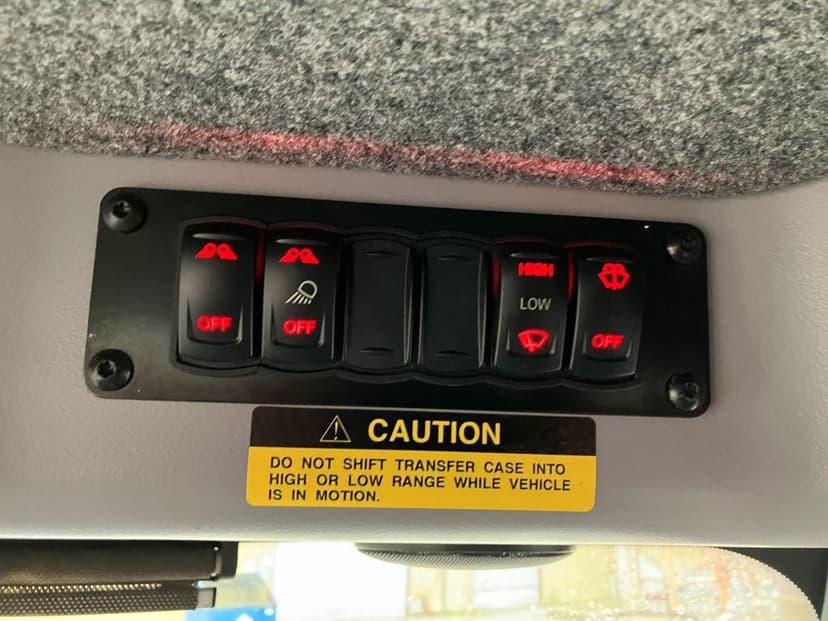 HIGH
LOW
OFF
OFF
OFF
CAUTION
DO NOT SHIFT TRANSFER CASE INTO
HIGH OR LOW RANGE WHILE VEHICLE
IS IN MOTION.